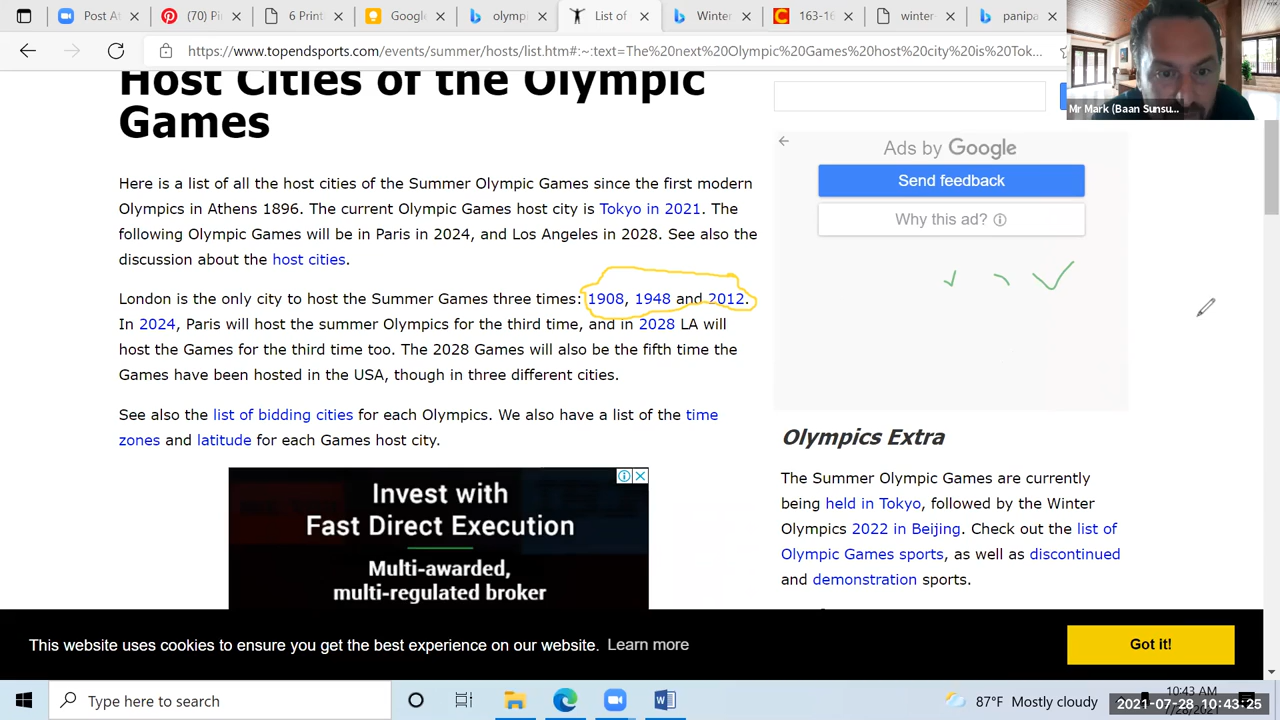 Post At
(20) Pi
6 Print
Google
olympi
List of
Winter
163-16
winter
panipa
https://www.topendsports.com/events/summer/hosts/list.htm#:~:text=The%20next%20Olympic%20Games%20host%20city%20is%20Tok...
Mr Mark (Baan Sunsu...
Host Cities of the Olympic
Games
Here is a list of all the host cities of the Summer Olympic Games since the first modern
Olympics in Athens 1896. The current Olympic Games host city is Tokyo in 2021. The
following Olympic Games will be in Paris in 2024, and Los Angeles in 2028. See also the
discussion about the host cities.
London is the only city to host the Summer Games three times: 1908, 1948 and 2012.
In 2024, Paris will host the summer Olympics for the third time, and in 2028 LA will
host the Games for the third time too. The 2028 Games will also be the fifth time the
Games have been hosted in the USA, though in three different cities.
See also the list of bidding cities for each Olympics. We also have a list of the time
zones and latitude for each Games host city.
Invest with
Fast Direct Execution
Multi-awarded,
multi-regulated broker
Ads by Google
Send feedback
Why this ad?
Olympics Extra
The Summer Olympic Games are currently
being held in Tokyo, followed by the Winter
Olympics 2022 in Beijing. Check out the list of
Olympic Games sports, as well as discontinued
and demonstration sports.
This website uses cookies to ensure you get the best experience on our website. Learn more
Got it!
Type here to search
87°F Mostly cloudy
10:43 AM
2021-07-28 10:43:25